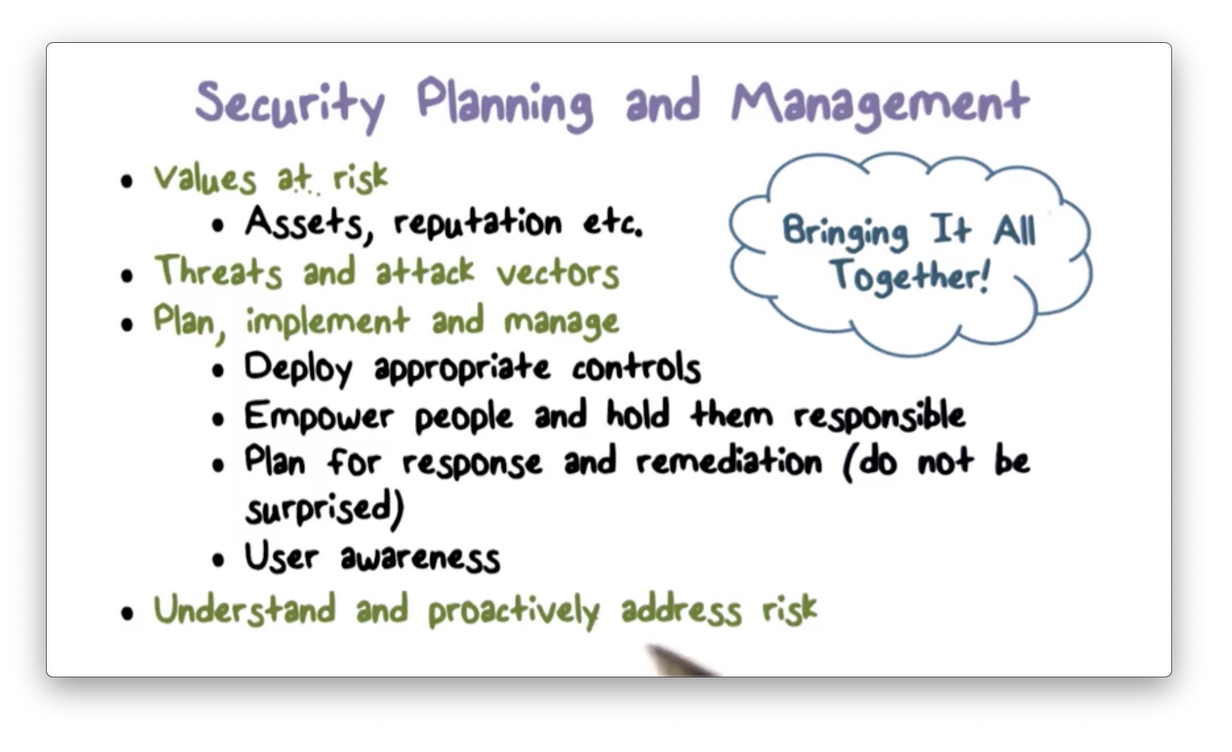 Security Planning and Management
• Values at risk
• Assets, reputation etc.
• Threats and attack vectors
• Plan, implement and manage
• Deploy appropriate controls
• Empower people and hold them responsible
• Plan for response and remediation (do not be
surprised)
• User awareness
• Understand and proactively address risk
Bringing It All
Together!